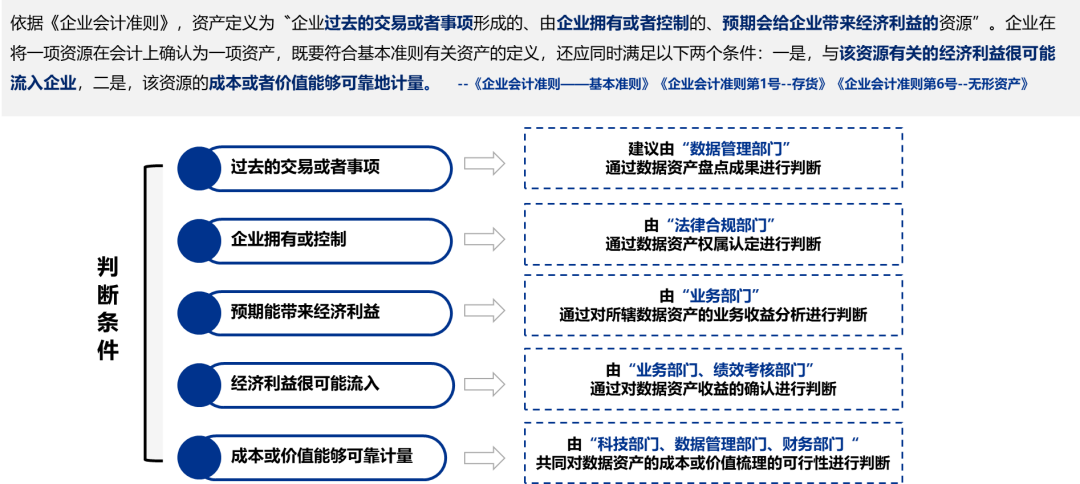 依据《企业会计准则》，资产定义为“企业过去的交易或者事项形成的、由企业拥有或者控制的、预期会给企业带来经济利益的资源”。企业在
将一项资源在会计上确认为一项资产，既要符合基本准则有关资产的定义，还应同时满足以下两个条件：一是，与该资源有关的经济利益很可能
流入企业，二是，该资源的成本或者价值能够可靠地计量。 --《企业会计准则——基本准则》《企业会计准则第1号--存货》《企业会计准则第6号--无形资产》
判断条件
过去的交易或者事项
建议由“数据管理部门”
通过数据资产盘点成果进行判断
企业拥有或控制
由“法律合规部门”
通过数据资产权属认定进行判断
预期能带来经济利益
由“业务部门”
通过对所辖数据资产的业务收益分析进行判断
经济利益很可能流入
由“业务部门、绩效考核部门”
通过对数据资产收益的确认进行判断
成本或价值能够可靠计量
由“科技部门、数据管理部门、财务部门“
共同对数据资产的成本或价值梳理的可行性进行判断